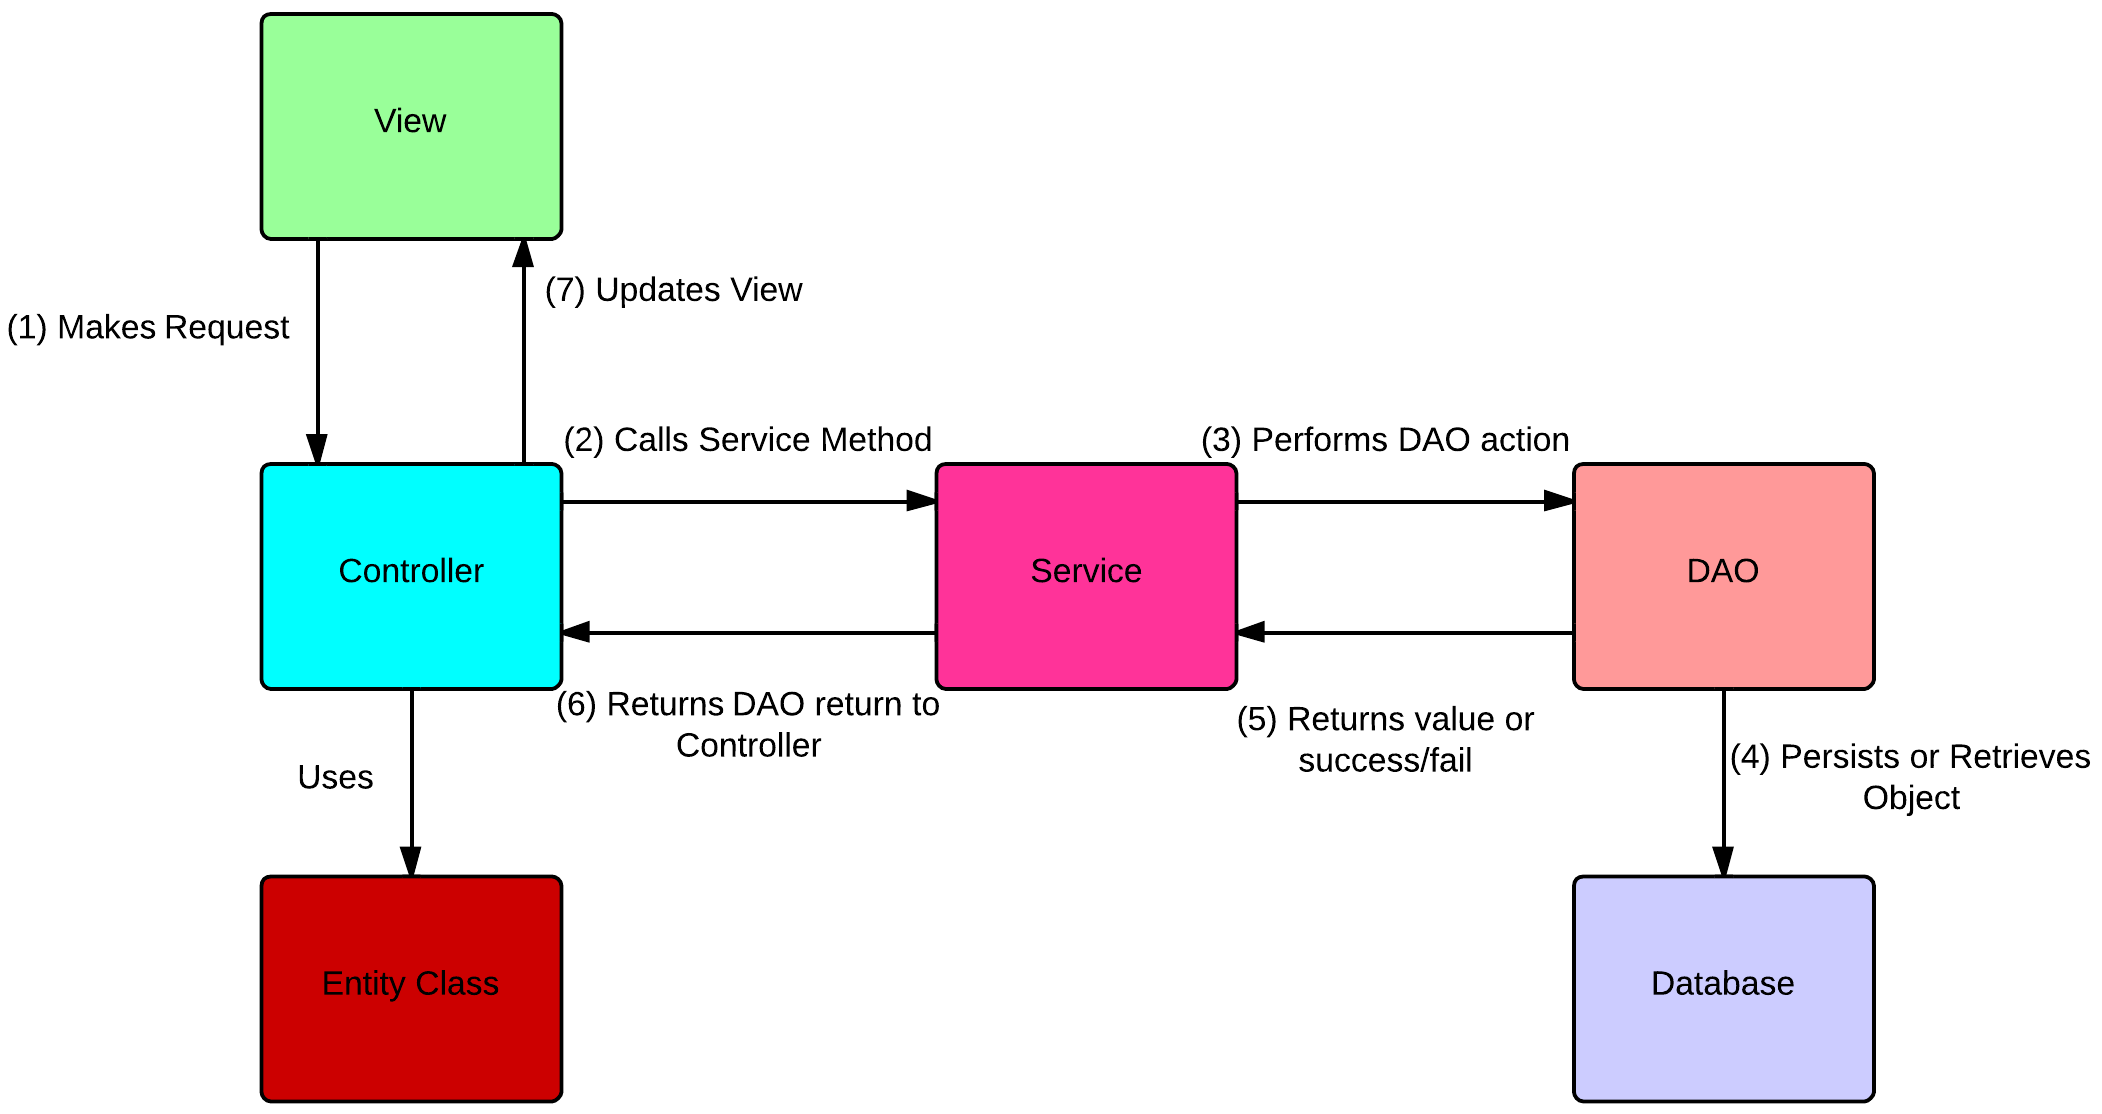 View
(7) Updates View
(1) Makes Request
(2) Calls Service Method
(3) Performs DAO action
Controller
Service
DAO
(6) Returns DAO return to
Controller
(5) Returns value or
success/fail
(4) Persists or Retrieves
Object
Uses
Entity Class
Database